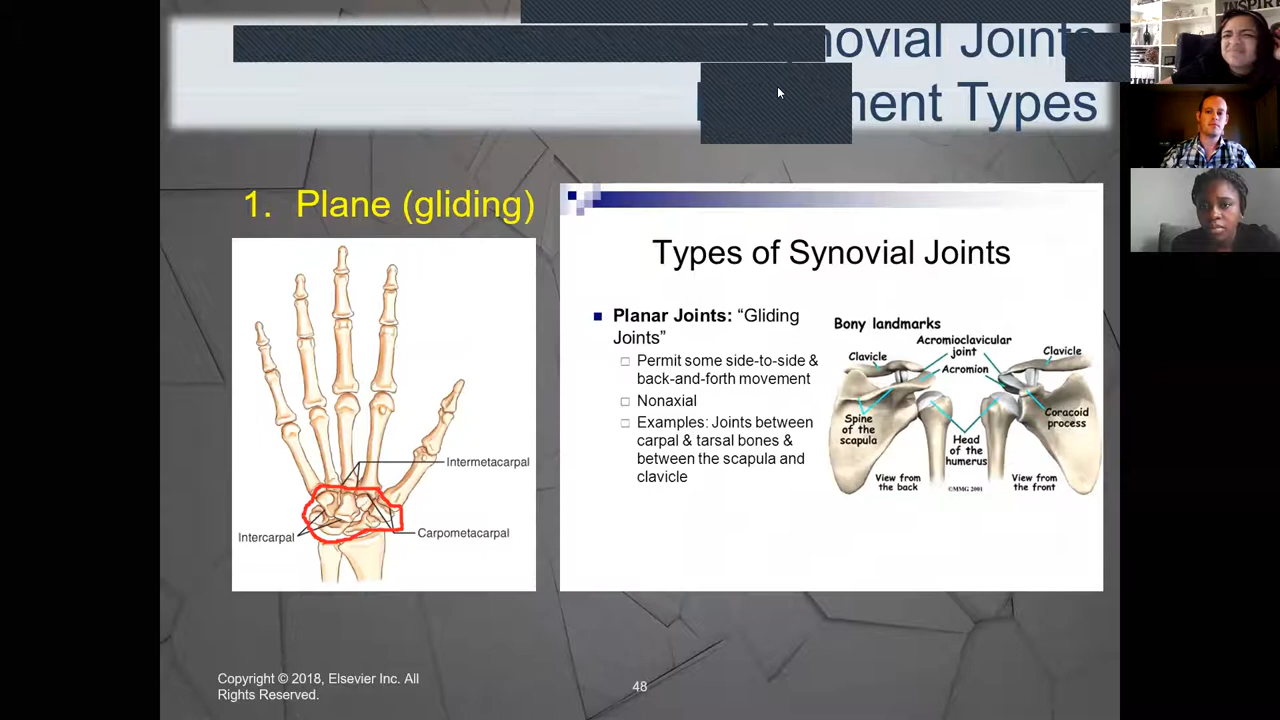 Synovial Joints
Types
INSPIRE
1. Plane (gliding)
Intermetacarpal
Intercarpal
Carpometacarpal
Types of Synovial Joints
Planar Joints: “Gliding
Joints”
Permit some side-to-side &
back-and-forth movement
Nonaxial
Examples: Joints between
carpal & tarsal bones &
between the scapula and
clavicle
Bony landmarks
Acromioclavicular
joint
Clavicle
Clavicle
Acromion
Spine
of the
scapula
Coracoid
process
Head
of the
humerus
View from
the back
©MMG 2001
View from
the front
Copyright © 2018, Elsevier Inc. All
Rights Reserved.
48